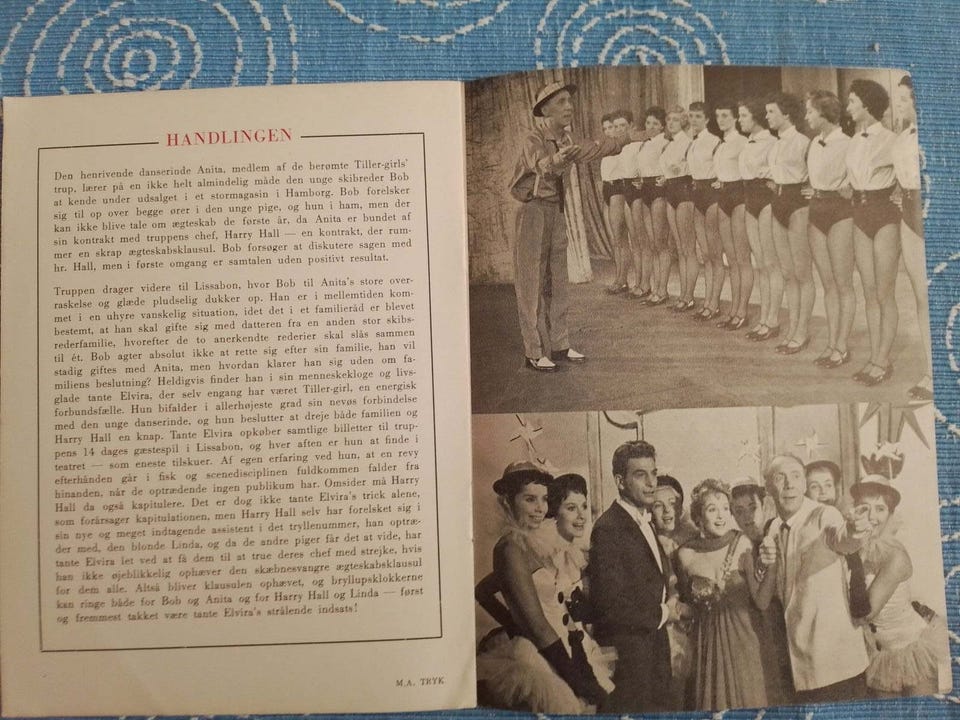 HANDLINGEN
Den henrivende danserinde Anita, medlem af de berømte Tiller-girls'
trup, lærer på en ikke helt almindelig måde den unge skibreder Bob
at kende under udsalget i et stormagasin i Hamborg. Bob forelsker
sig til op over begge ører i den unge pige, og hun i ham, men der
kan ikke blive tale om ægteskab de første år, da Anita er bundet af
sin kontrakt med truppens chef, Harry Hall — en kontrakt, der rum-
mer en skrap ægteskabsklausul. Bob forsøger at diskutere sagen med
hr. Hall, men i første omgang er samtalen uden positivt resultat.
Truppen drager videre til Lissabon, hvor Bob til Anita's store over-
raskelse og glæde pludselig dukker op. Han er i mellemtiden kom-
met i en uhyre vanskelig situation, idet det i et familieråd er blevet
bestemt, at han skal gifte sig med datteren fra en anden stor skibs-
rederfamilie, hvorefter de to anerkendte rederier skal slås sammen
til ét. Bob agter absolut ikke at rette sig efter sin familie, han vil
stadig giftes med Anita, men hvordan klarer han sig uden om fa-
miliens beslutning? Heldigvis finder han i sin menneskekloge og livs-
glade tante Elvira, der selv engang har været Tiller-girl, en energisk
forbundsfælle. Hun bifalder i allerhøjeste grad sin nevøs forbindelse
med den unge danserinde, og hun beslutter at dreje både familien og
Harry Hall en knap. Tante Elvira opkøber samtlige billetter til trup-
pens 14 dages gæstespil i Lissabon, og hver aften er hun at finde i
teatret — som eneste tilskuer. Af egen erfaring ved hun, at en revy
efterhånden går i fisk og scenedisciplinen fuldkommen falder fra
hinanden, når de optrædende ingen publikum har. Omsider må Harry
Hall da også kapitulere. Det er dog ikke tante Elvira's trick alene,
som forårsager kapitulationen, men Harry Hall selv har forelsket sig i
sin nye og meget indtagende assistent i det tryllenummer, han optræ-
der med, den blonde Linda, og da de andre piger får det at vide, har
tante Elvira let ved at få dem til at true deres chef med strejke, hvis
han ikke øjeblikkelig ophæver den skæbnesvangre ægteskabsklausul
for dem alle. Altså bliver klausulen ophævet, og bryllupsklokkerne
kan ringe både for Bob og Anita og for Harry Hall og Linda — først
og fremmest takket være tante Elvira's strålende indsats!
M.A. TRYK